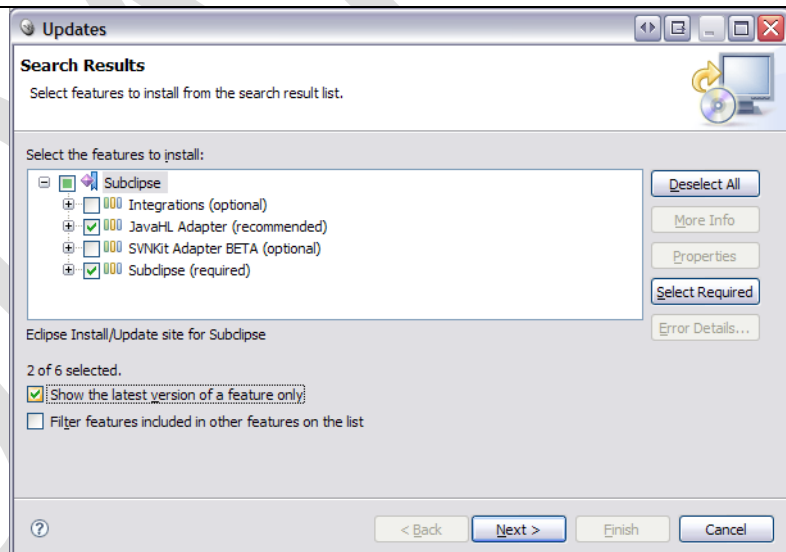 Updates
Search Results
Select features to install from the search result list.
Select the features to install:
Subclipse
Integrations (optional)
JavaHL Adapter (recommended)
SVNKit Adapter BETA (optional)
Subclipse (required)
Deselect All
More Info
Properties
Select Required
Error Details...
Eclipse Install/Update site for Subclipse
2 of 6 selected.
Show the latest version of a feature only
Filter features included in other features on the list
?
< Back
Next >
Finish
Cancel